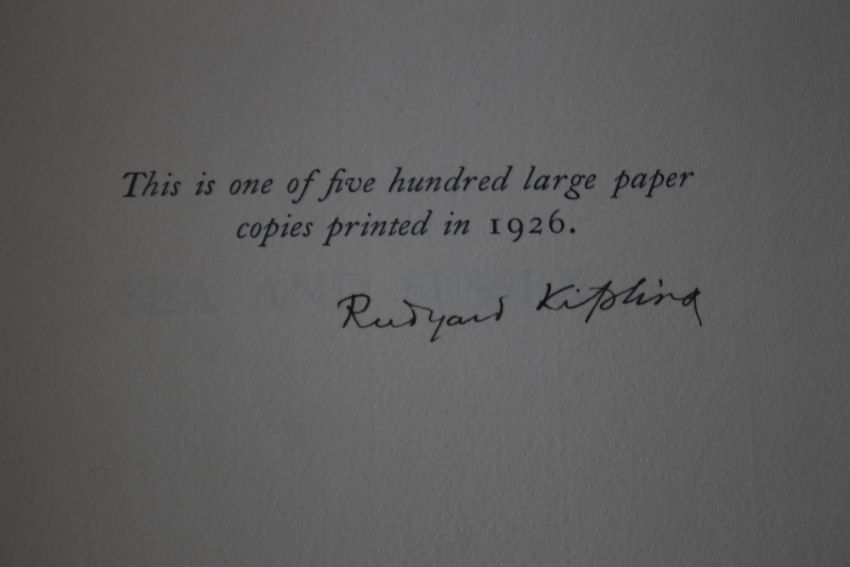 This is one of five hundred large paper
copies printed in 1926.
Rudyard Kipling